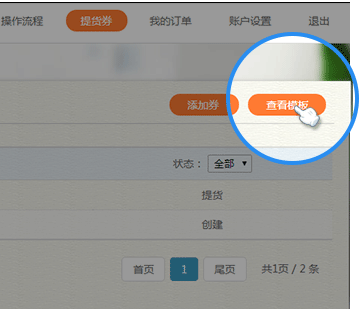 操作流程 提货券 我的订单 账户设置 退出
添加券 查看模板
状态： 全部
提货
创建
首页 1 尾页 共1页 / 2 条